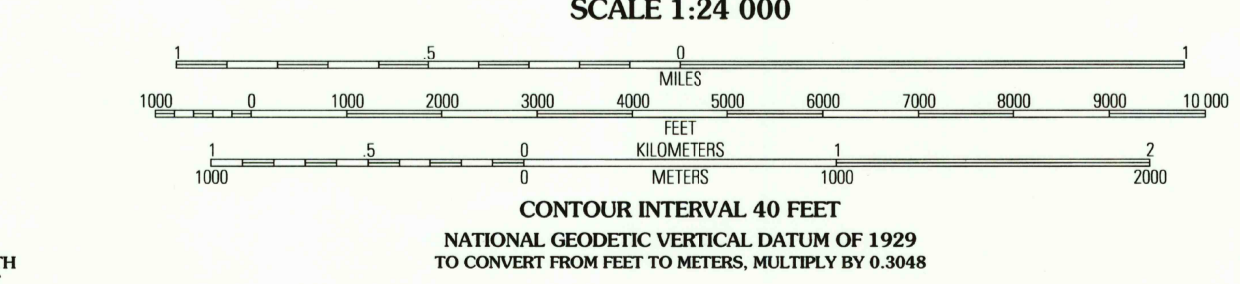 SCALE 1:24 000
1 .5 0 1
MILES
1000 0 1000 2000 3000 4000 5000 6000 7000 8000 9000 10 000
FEET
1 .5 0 KILOMETERS 1 2
1000 0 METERS 1000 2000
CONTOUR INTERVAL 40 FEET
NATIONAL GEODETIC VERTICAL DATUM OF 1929
TO CONVERT FROM FEET TO METERS, MULTIPLY BY 0.3048
TH